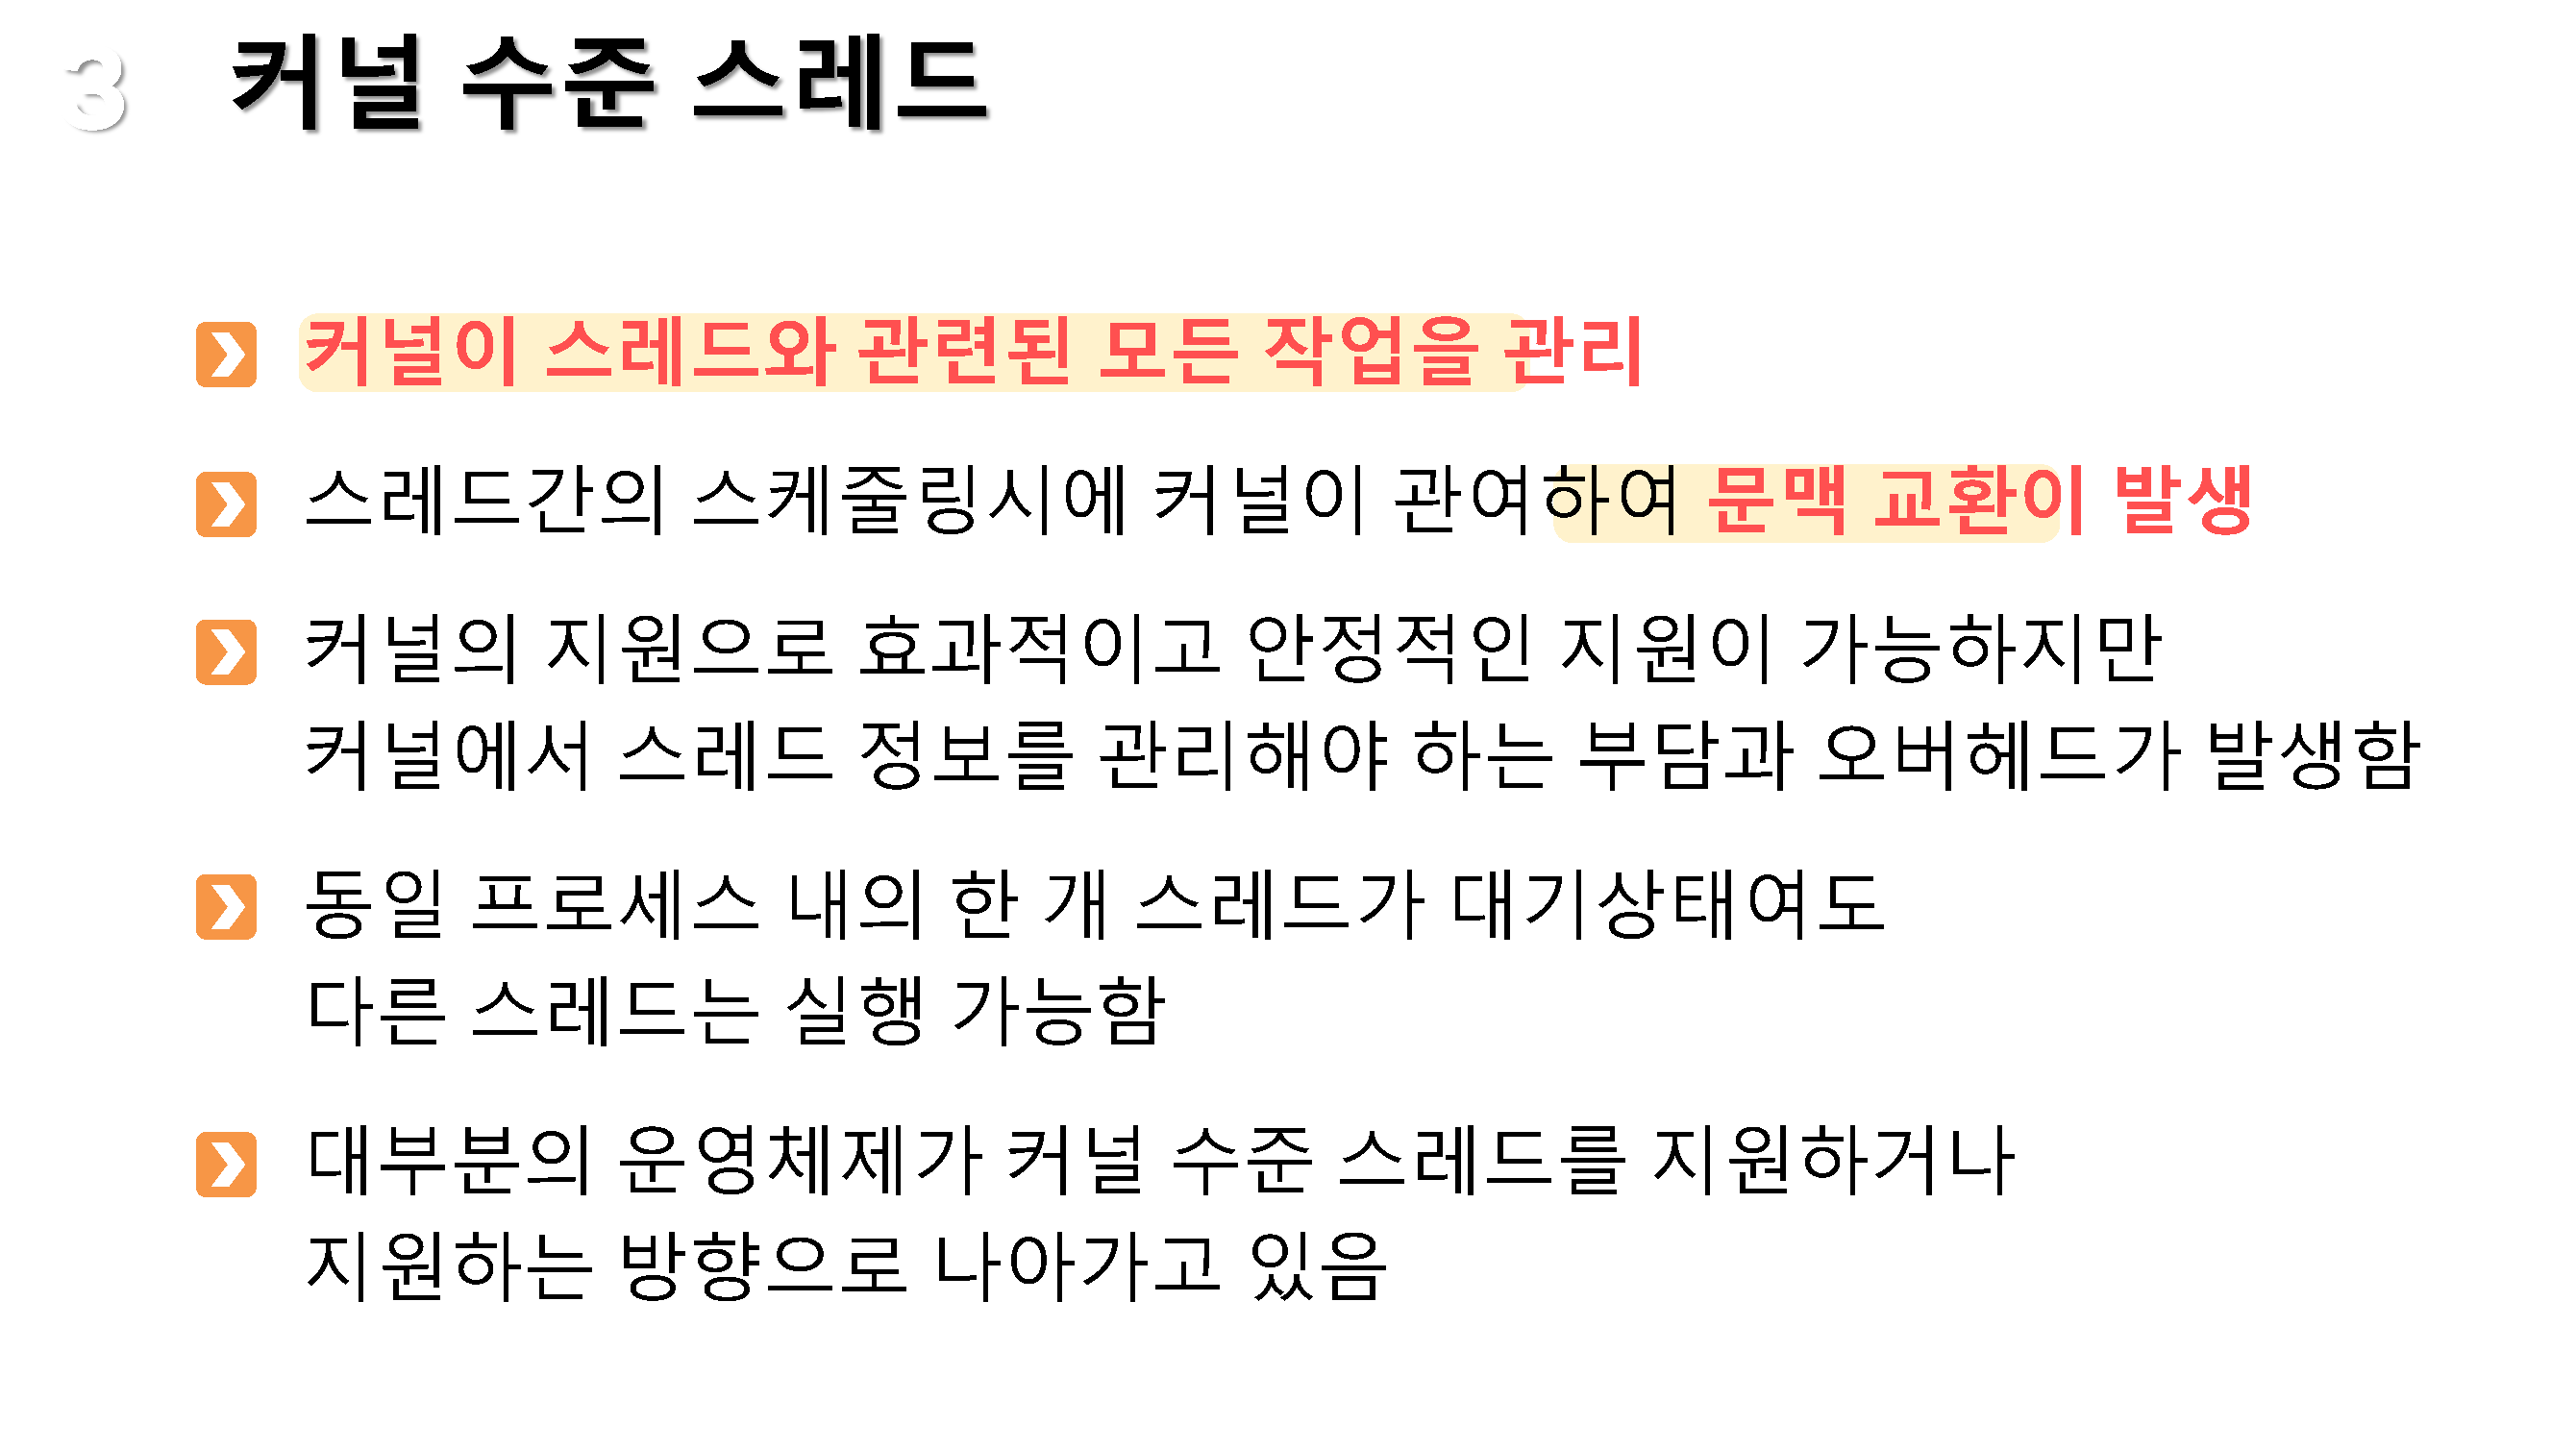 3 커널 수준 스레드
커널이 스레드와 관련된 모든 작업을 관리
스레드간의 스케줄링시에 커널이 관여하여 문맥 교환이 발생
커널의 지원으로 효과적이고 안정적인 지원이 가능하지만
커널에서 스레드 정보를 관리해야 하는 부담과 오버헤드가 발생함
동일 프로세스 내의 한 개 스레드가 대기상태여도
다른 스레드는 실행 가능함
대부분의 운영체제가 커널 수준 스레드를 지원하거나
지원하는 방향으로 나아가고 있음